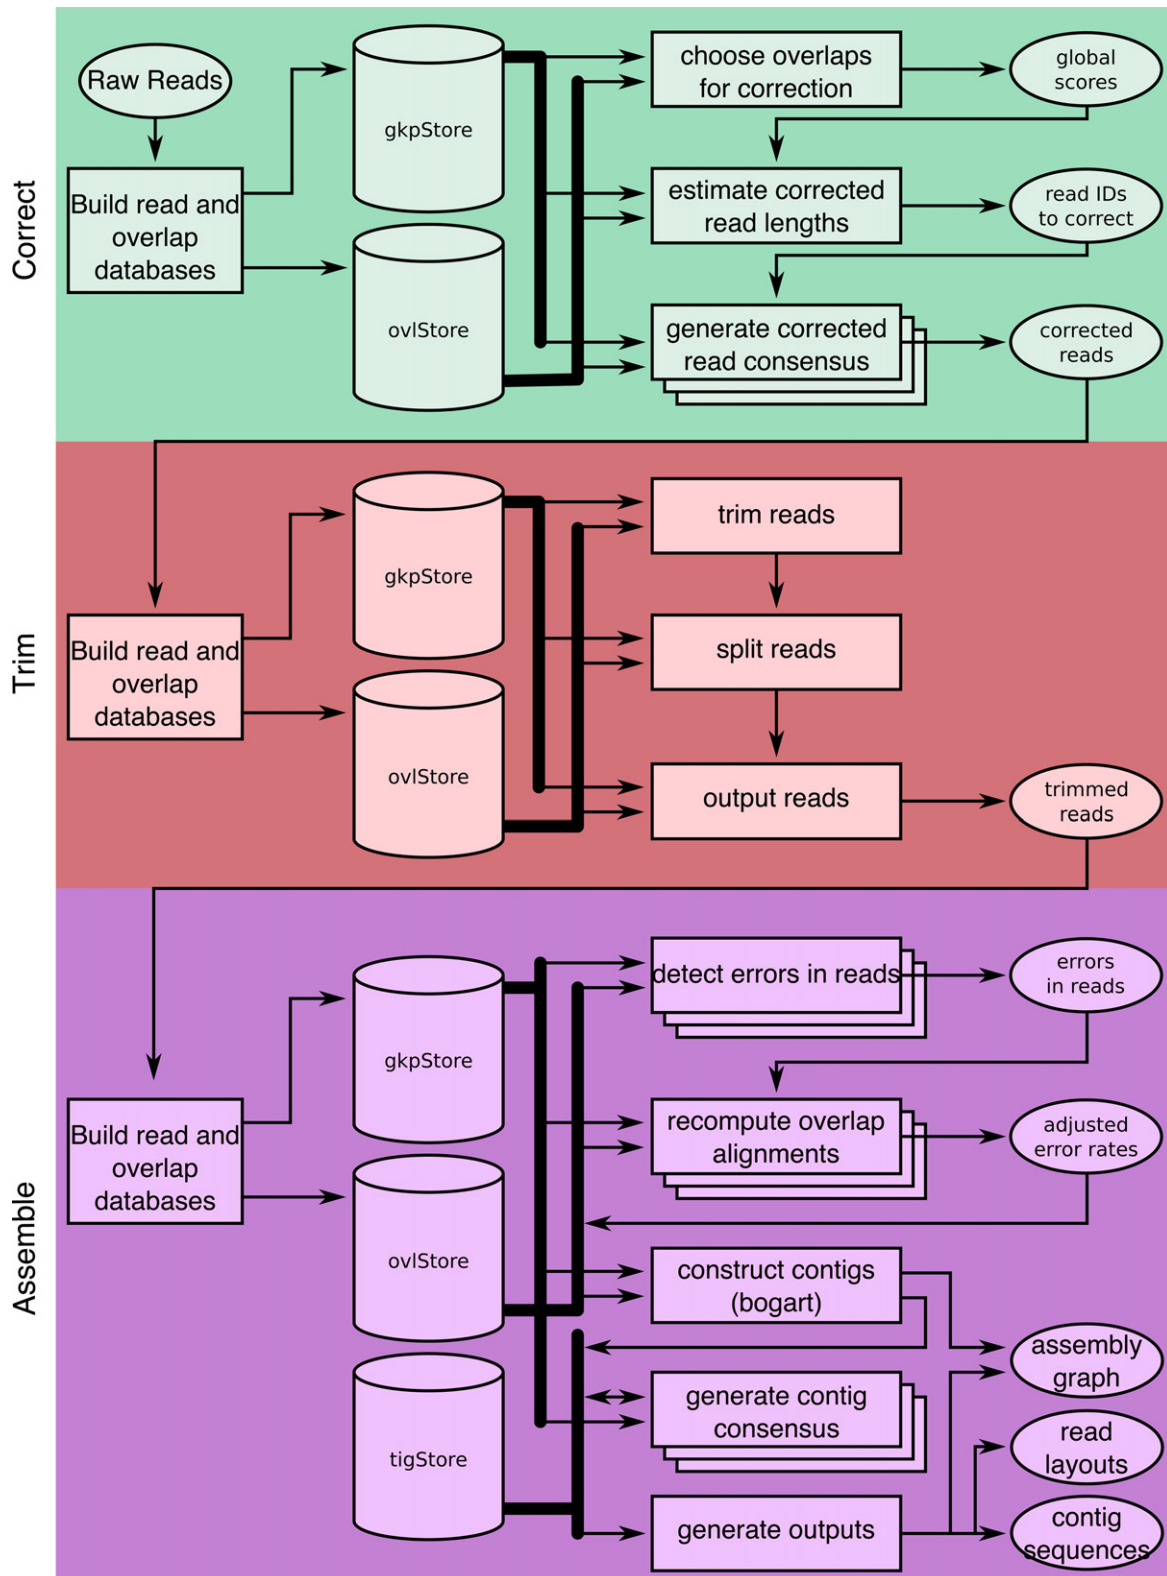 Correct
Raw Reads
Build read and
overlap
databases
gkpStore
ovlStore
choose overlaps
for correction
global
scores
estimate corrected
read lengths
read IDs
to correct
generate corrected
read consensus
corrected
reads
Trim
Build read and
overlap
databases
gkpStore
ovlStore
trim reads
split reads
output reads
trimmed
reads
Assemble
Build read and
overlap
databases
gkpStore
ovlStore
tigStore
detect errors in reads
errors
in reads
recompute overlap
alignments
adjusted
error rates
construct contigs
(bogart)
assembly
graph
generate contig
consensus
read
layouts
generate outputs
contig
sequences